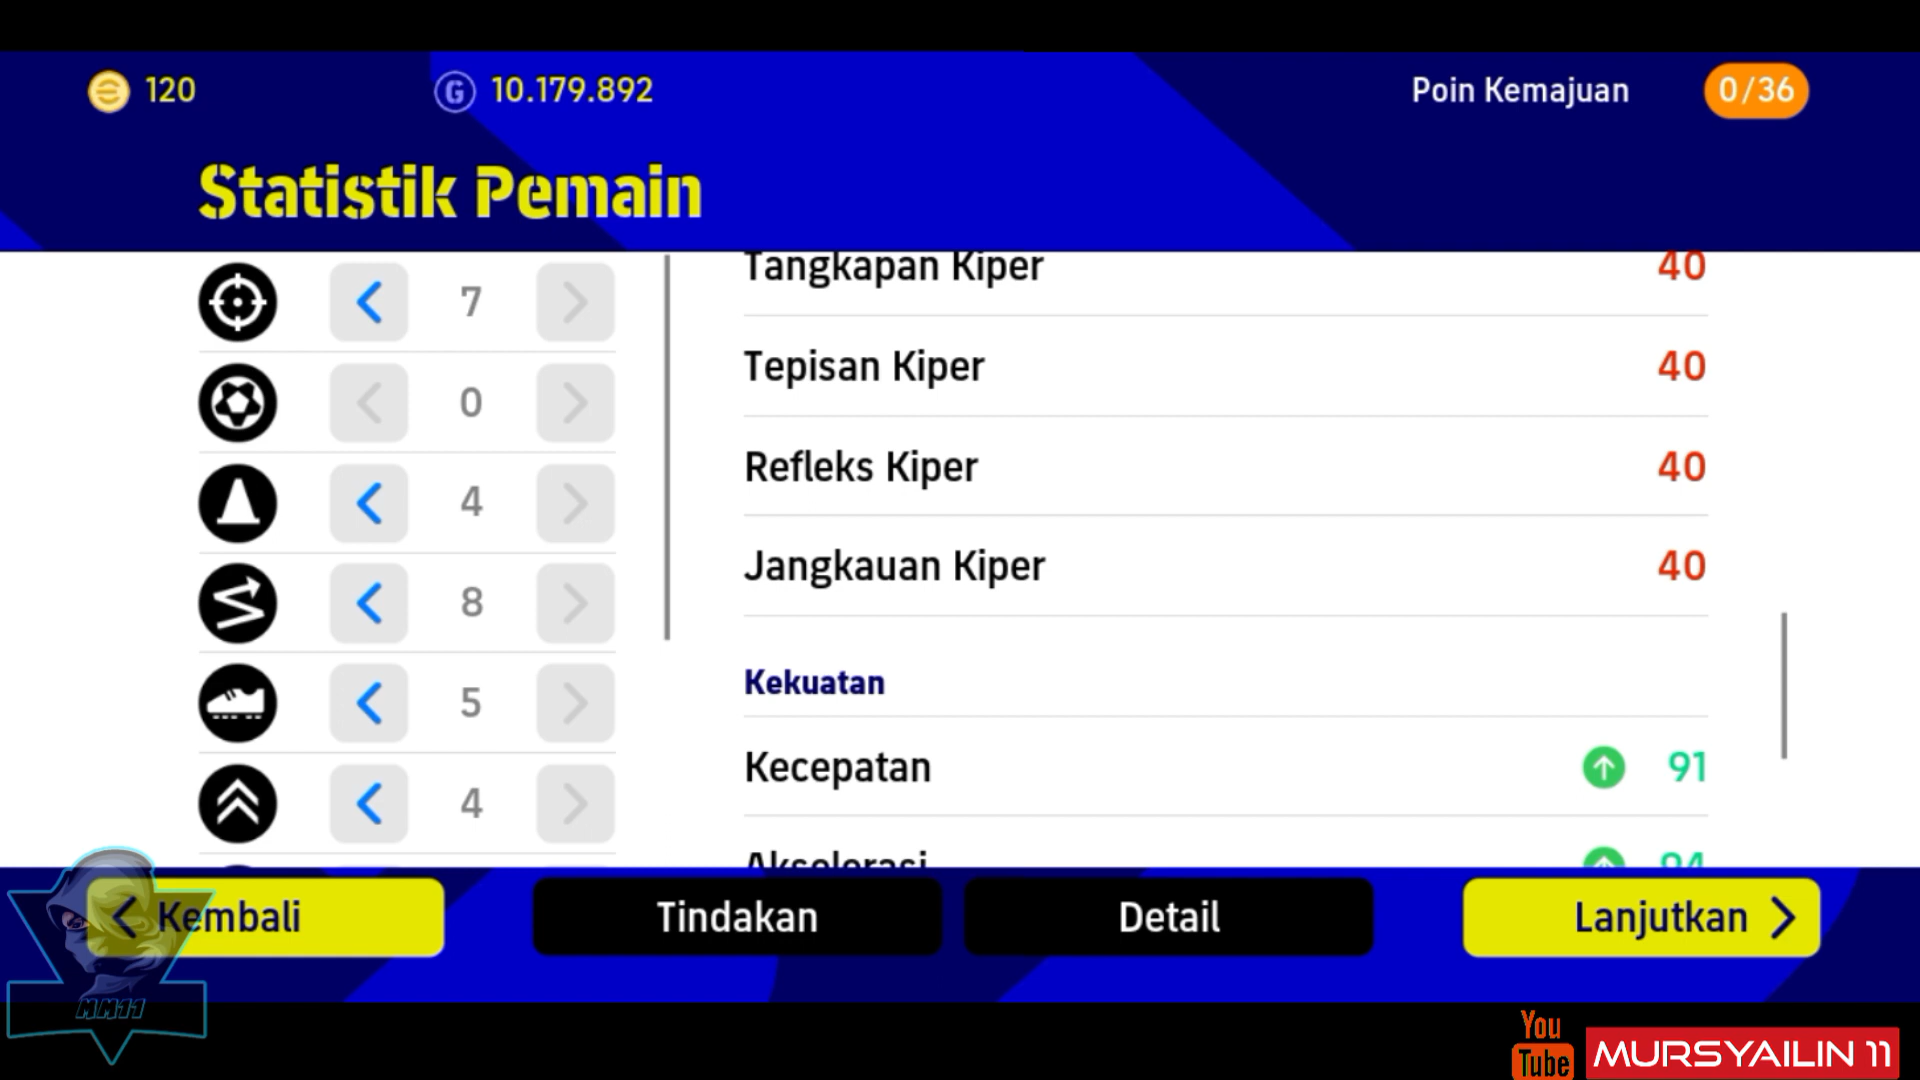 120
10.179.892
Poin Kemajuan
0/36
Statistik Pemain
7
0
4
8
5
4
Tangkapan Kiper 40
Tepisan Kiper 40
Refleks Kiper 40
Jangkauan Kiper 40
Kekuatan
Kecepatan 91
Akselerasi 94
Kembali
Tindakan
Detail
Lanjutkan
MM11
You
Tube
MURSYAILIN 11